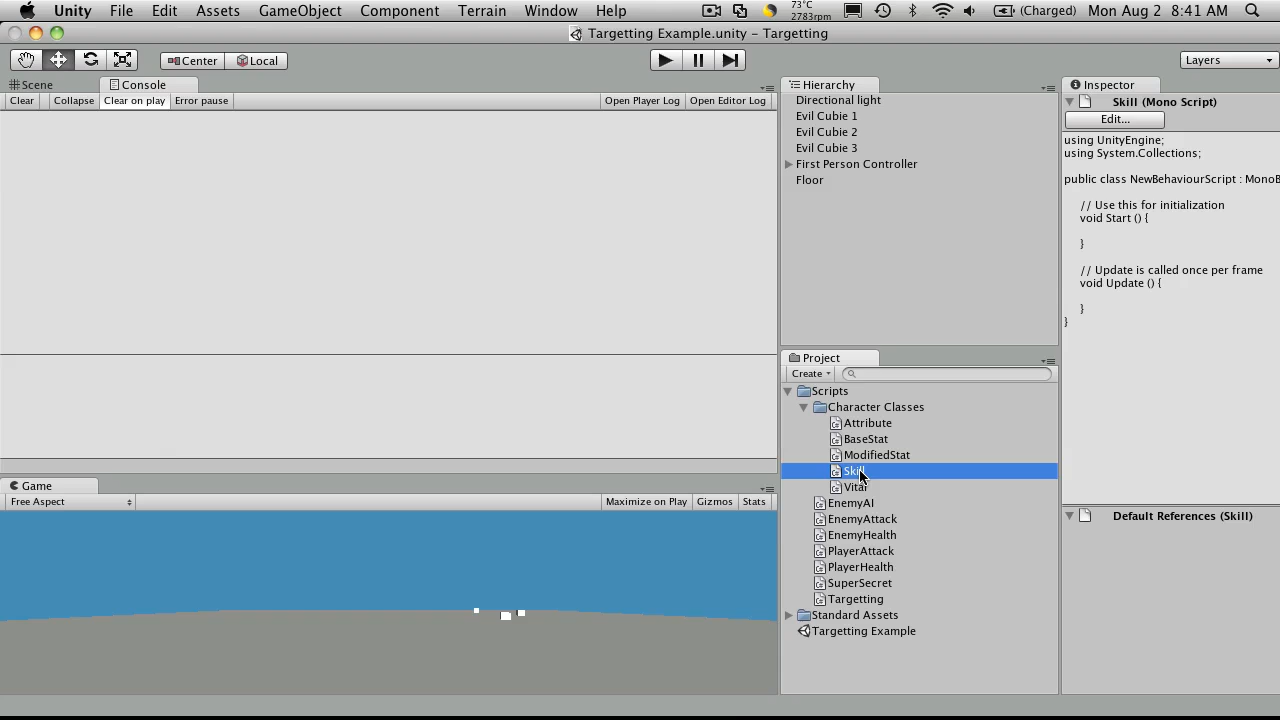 Unity File Edit Assets GameObject Component Terrain Window Help 73°C 2783rpm (Charged) Mon Aug 2 8:41 AM
Targetting Example.unity – Targetting
Center Local Layers
Scene Console
Clear Collapse Clear on play Error pause Open Player Log Open Editor Log
Hierarchy
Directional light
Evil Cubie 1
Evil Cubie 2
Evil Cubie 3
First Person Controller
Floor
Project
Create
Scripts
Character Classes
Attribute
BaseStat
ModifiedStat
Skill
Vital
EnemyAI
EnemyAttack
EnemyHealth
PlayerAttack
PlayerHealth
SuperSecret
Targetting
Standard Assets
Targetting Example
Inspector
Skill (Mono Script)
Edit...
using UnityEngine;
using System.Collections;
public class NewBehaviourScript : MonoB
// Use this for initialization
void Start () {
}
// Update is called once per frame
void Update () {
}
}
Default References (Skill)
Game
Free Aspect Maximize on Play Gizmos Stats